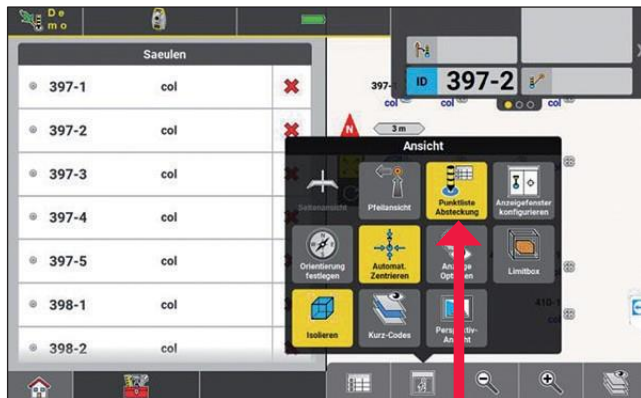 De
mo
Saeulen
397-1 col
397-2 col
397-3 col
397-4 col
397-5 col
398-1 col
398-2 col
ID 397-2
397-
col col col
N 3 m
Ansicht
Seitenansicht
Pfeilansicht
Punktliste
Absteckung
Anzeigefenster
konfigurieren
Orientierung
festlegen
Automat.
Zentrieren
Anzeige
Limitbox
Isolieren
Kurz-Codes
Perspektiv-
410-1